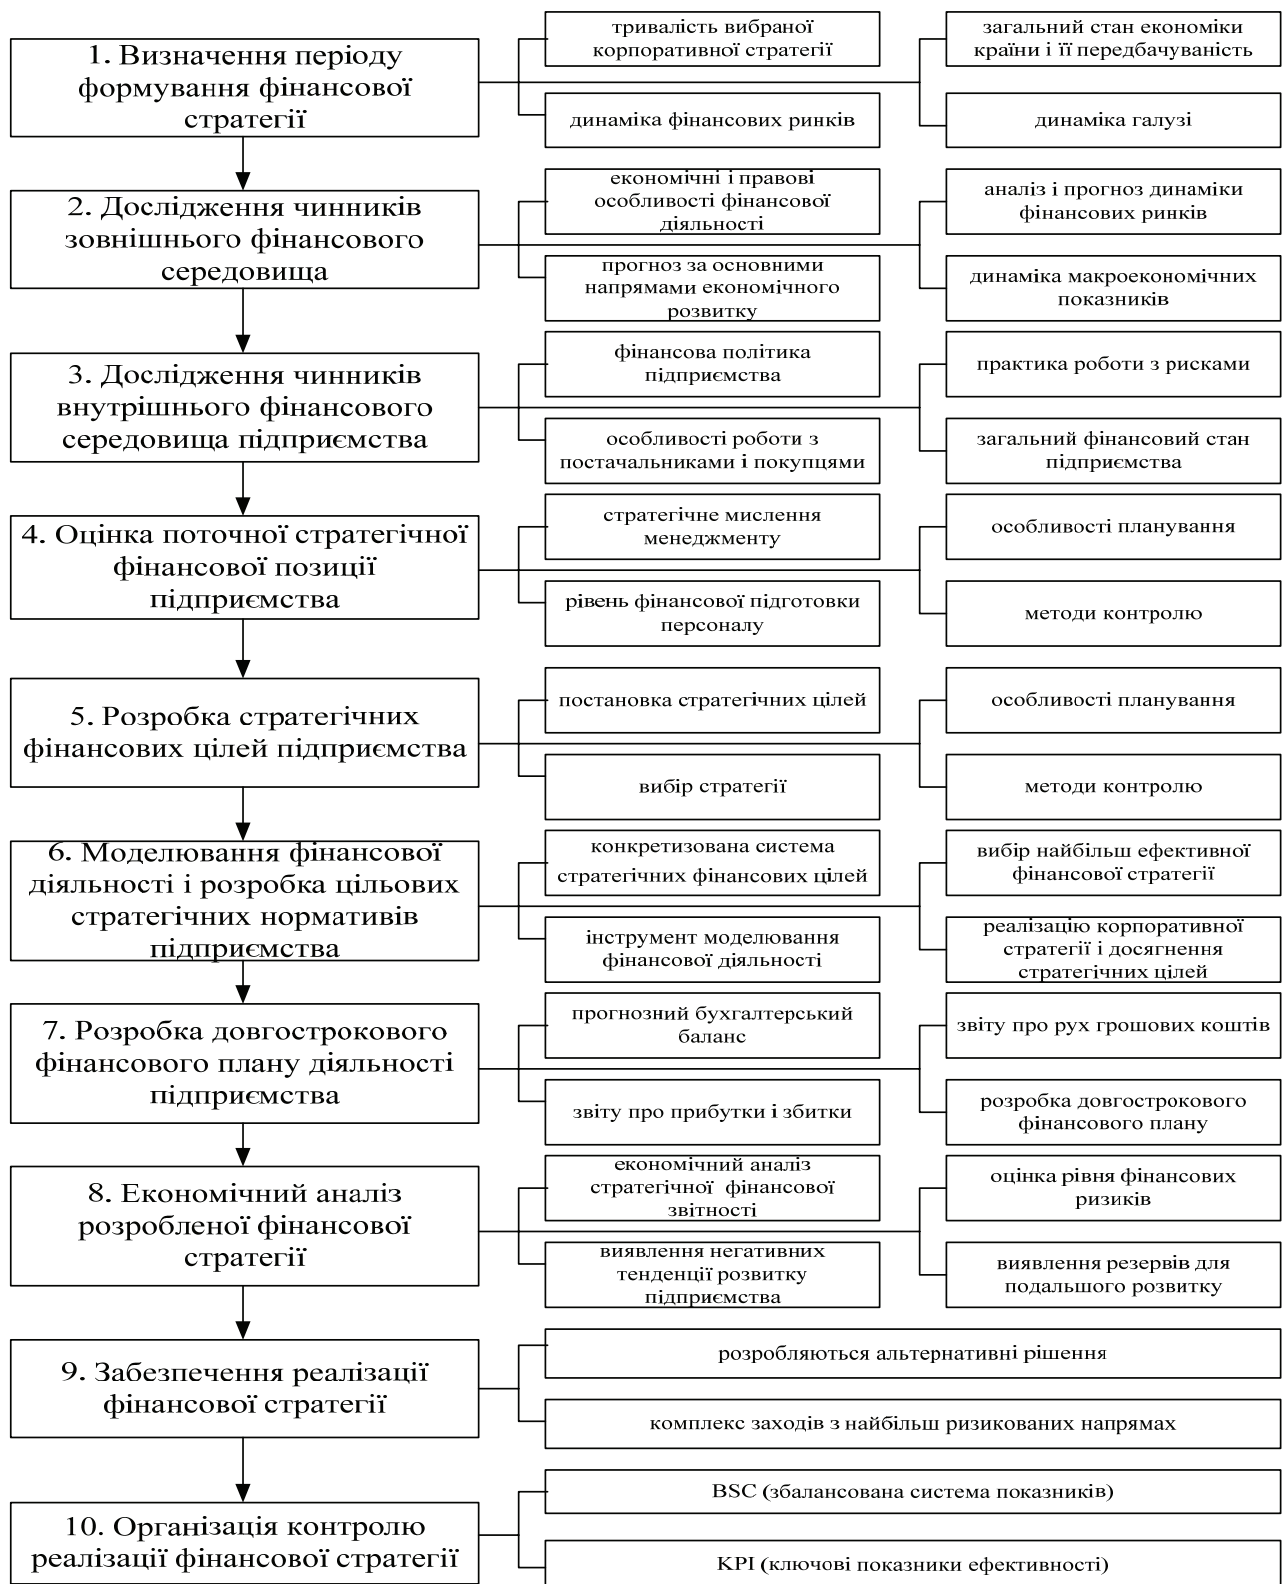 1. Визначення періоду
формування фінансової
стратегії
тривалість вибраної
корпоративної стратегії
загальний стан економіки
країни і її передбачуваність
динаміка фінансових ринків
динаміка галузі
2. Дослідження чинників
зовнішнього фінансового
середовища
економічні і правові
особливості фінансової
діяльності
аналіз і прогноз динаміки
фінансових ринків
прогноз за основними
напрямами економічного
розвитку
динаміка макроекономічних
показників
3. Дослідження чинників
внутрішнього фінансового
середовища підприємства
фінансова політика
підприємства
практика роботи з рисками
особливості роботи з
постачальниками і покупцями
загальний фінансовий стан
підприємства
4. Оцінка поточної стратегічної
фінансової позиції
підприємства
стратегічне мислення
менеджменту
особливості планування
рівень фінансової підготовки
персоналу
методи контролю
5. Розробка стратегічних
фінансових цілей підприємства
постановка стратегічних цілей
особливості планування
вибір стратегії
методи контролю
6. Моделювання фінансової
діяльності і розробка цільових
стратегічних нормативів
підприємства
конкретизована система
стратегічних фінансових цілей
вибір найбільш ефективної
фінансової стратегії
інструмент моделювання
фінансової діяльності
реалізацію корпоративної
стратегії і досягнення
стратегічних цілей
7. Розробка довгострокового
фінансового плану діяльності
підприємства
прогнозний бухгалтерський
баланс
звіту про рух грошових коштів
звіту про прибутки і збитки
розробка довгострокового
фінансового плану
8. Економічний аналіз
розробленої фінансової
стратегії
економічний аналіз
стратегічної фінансової
звітності
оцінка рівня фінансових
ризиків
виявлення негативних
тенденції розвитку
підприємства
виявлення резервів для
подальшого розвитку
9. Забезпечення реалізації
фінансової стратегії
розробляються альтернативні рішення
комплекс заходів з найбільш ризикованих напрямах
10. Організація контролю
реалізації фінансової стратегії
BSC (збалансована система показників)
KPI (ключові показники ефективності)